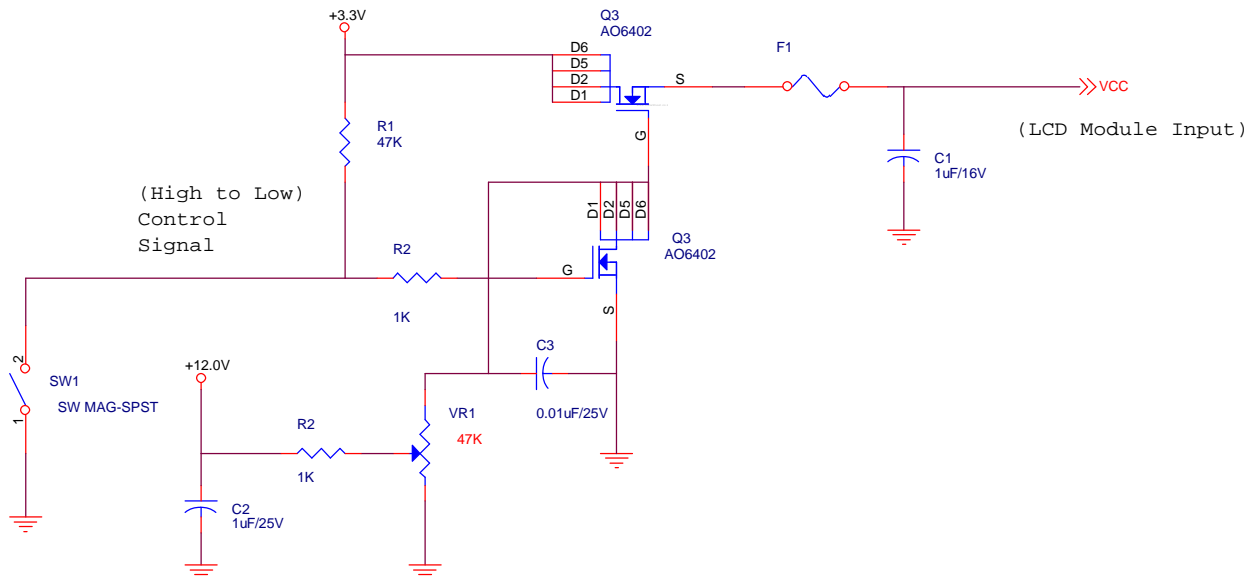 +3.3V
Q3
AO6402
D6
D5
D2
D1
S
G
F1
VCC
(LCD Module Input)
R1
47K
C1
1uF/16V
(High to Low)
Control
Signal
D1
D2
D5
D6
Q3
AO6402
R2
1K
G
S
C3
0.01uF/25V
2
1
SW1
SW MAG-SPST
+12.0V
R2
1K
VR1
47K
C2
1uF/25V